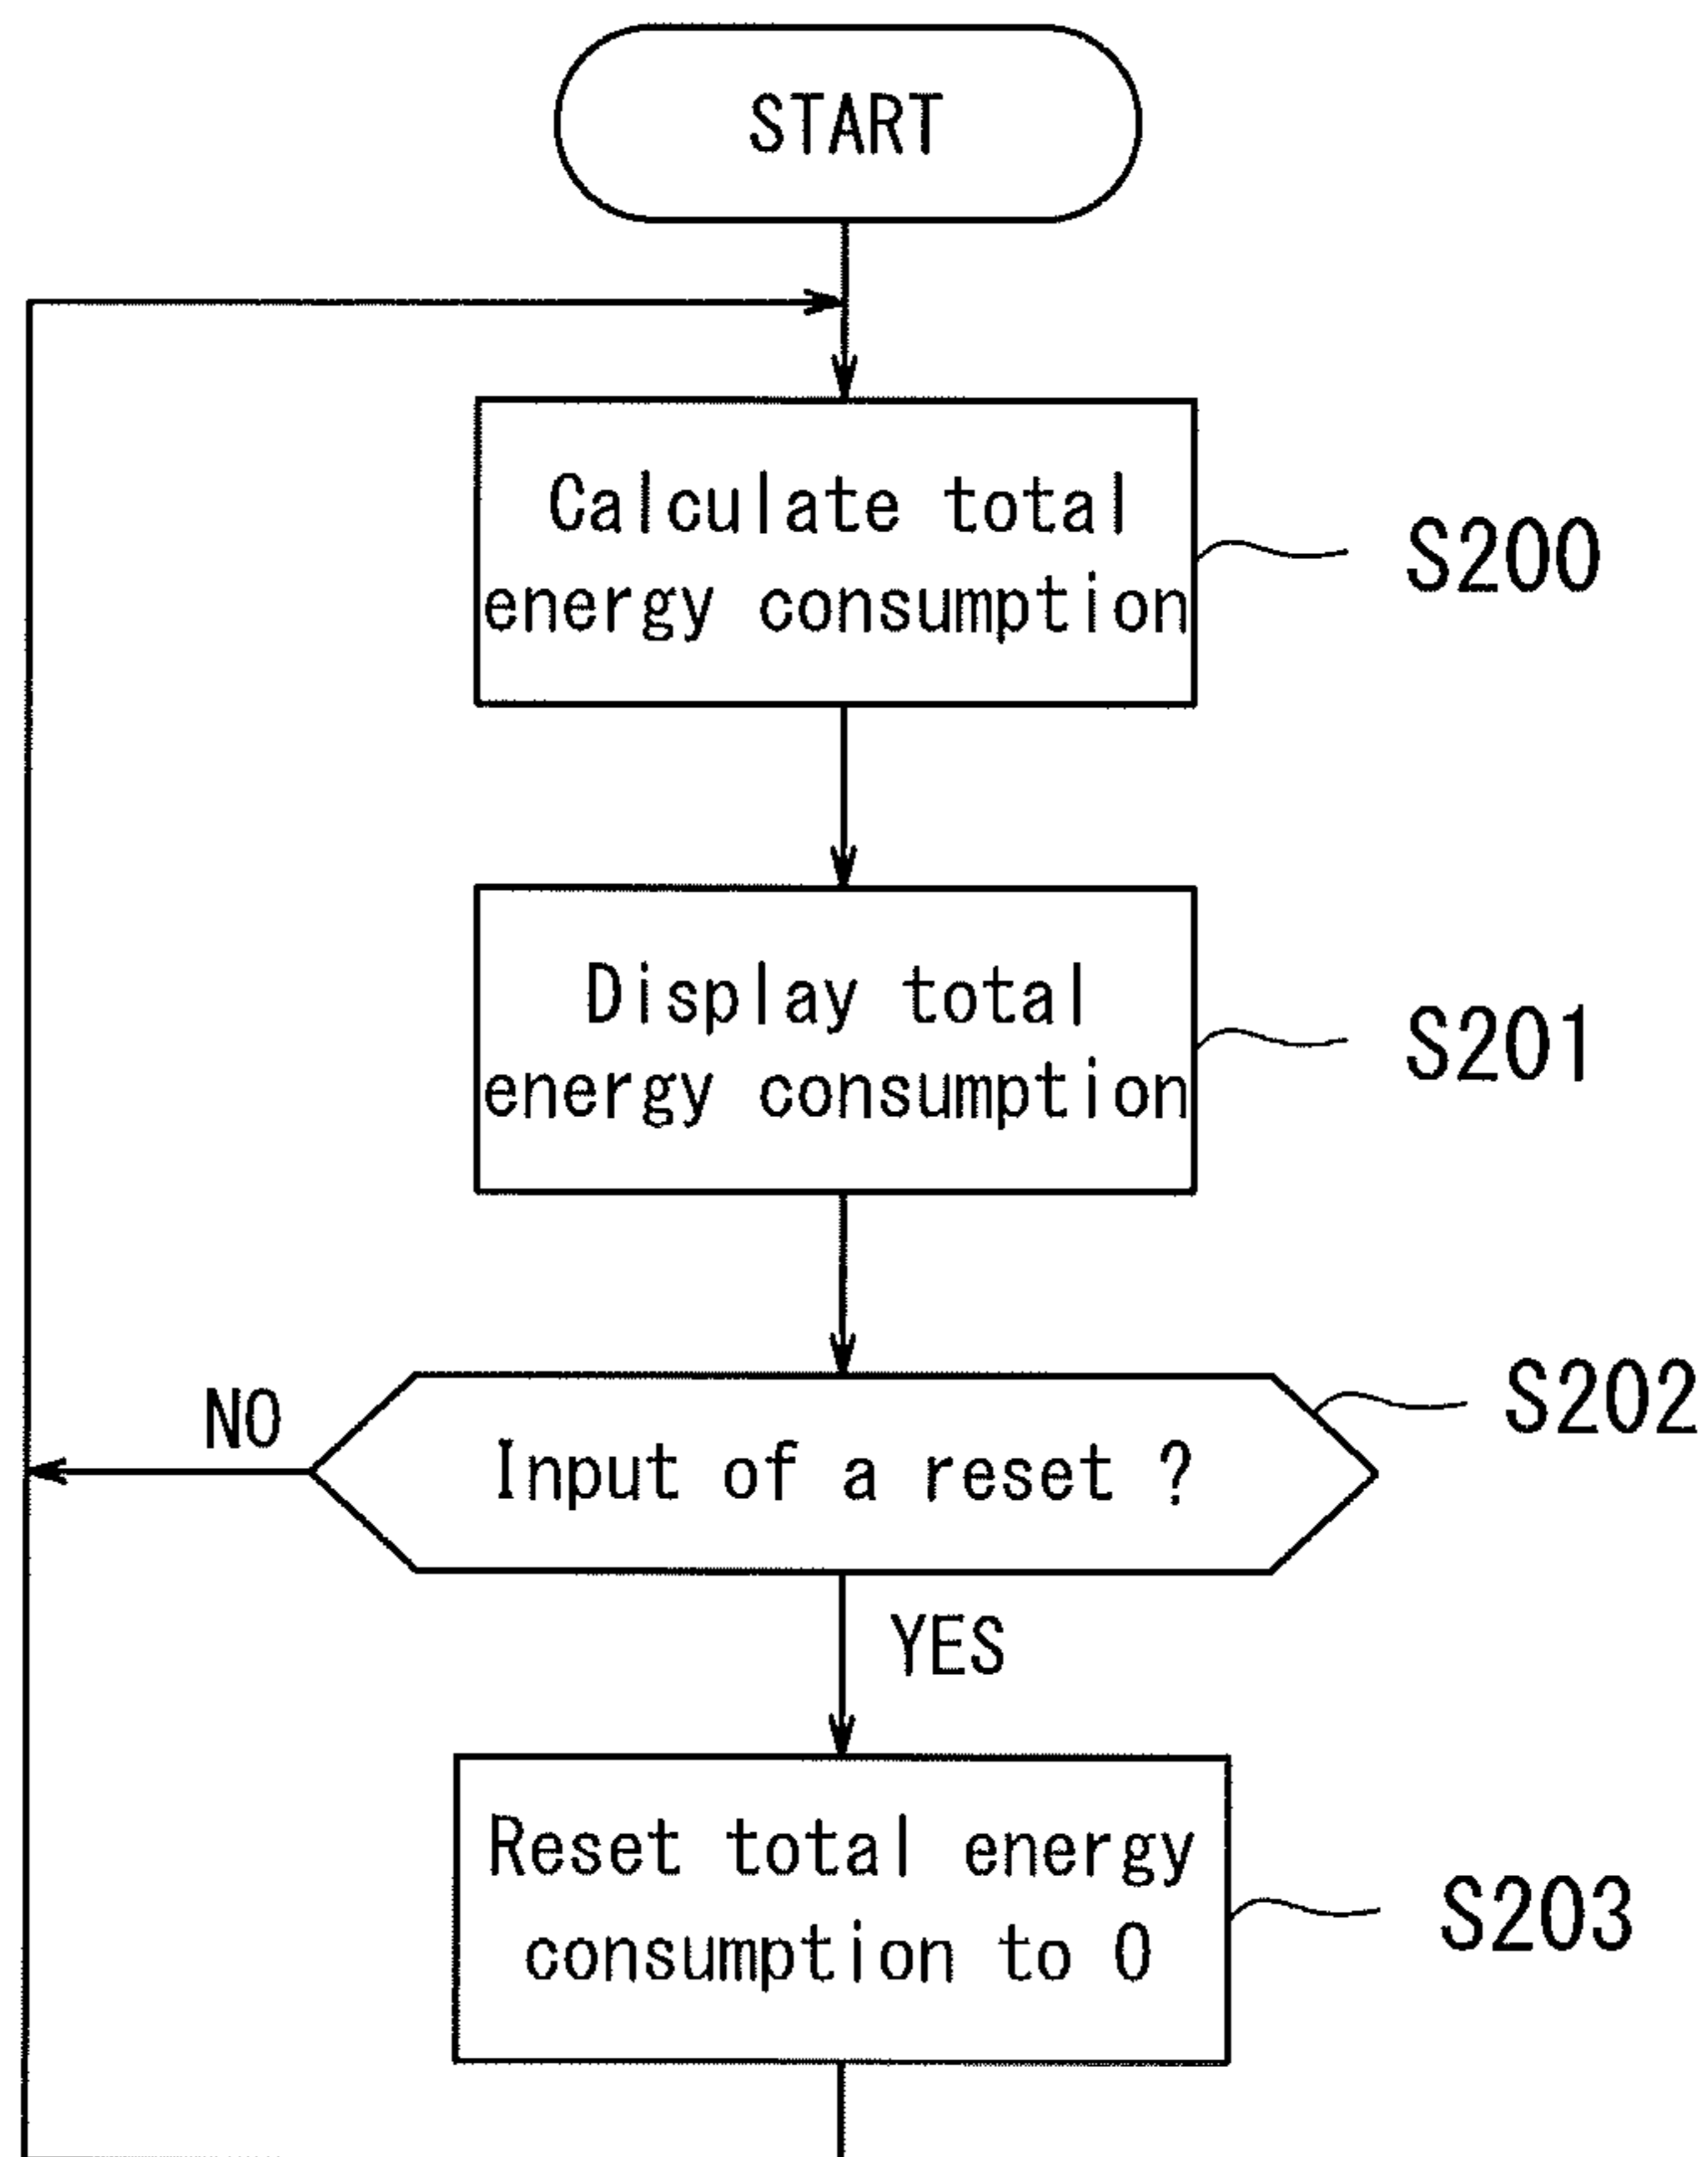 START
Calculate total
energy consumption
S200
Display total
energy consumption
S201
S202
NO
Input of a reset ?
YES
Reset total energy
consumption to 0
S203